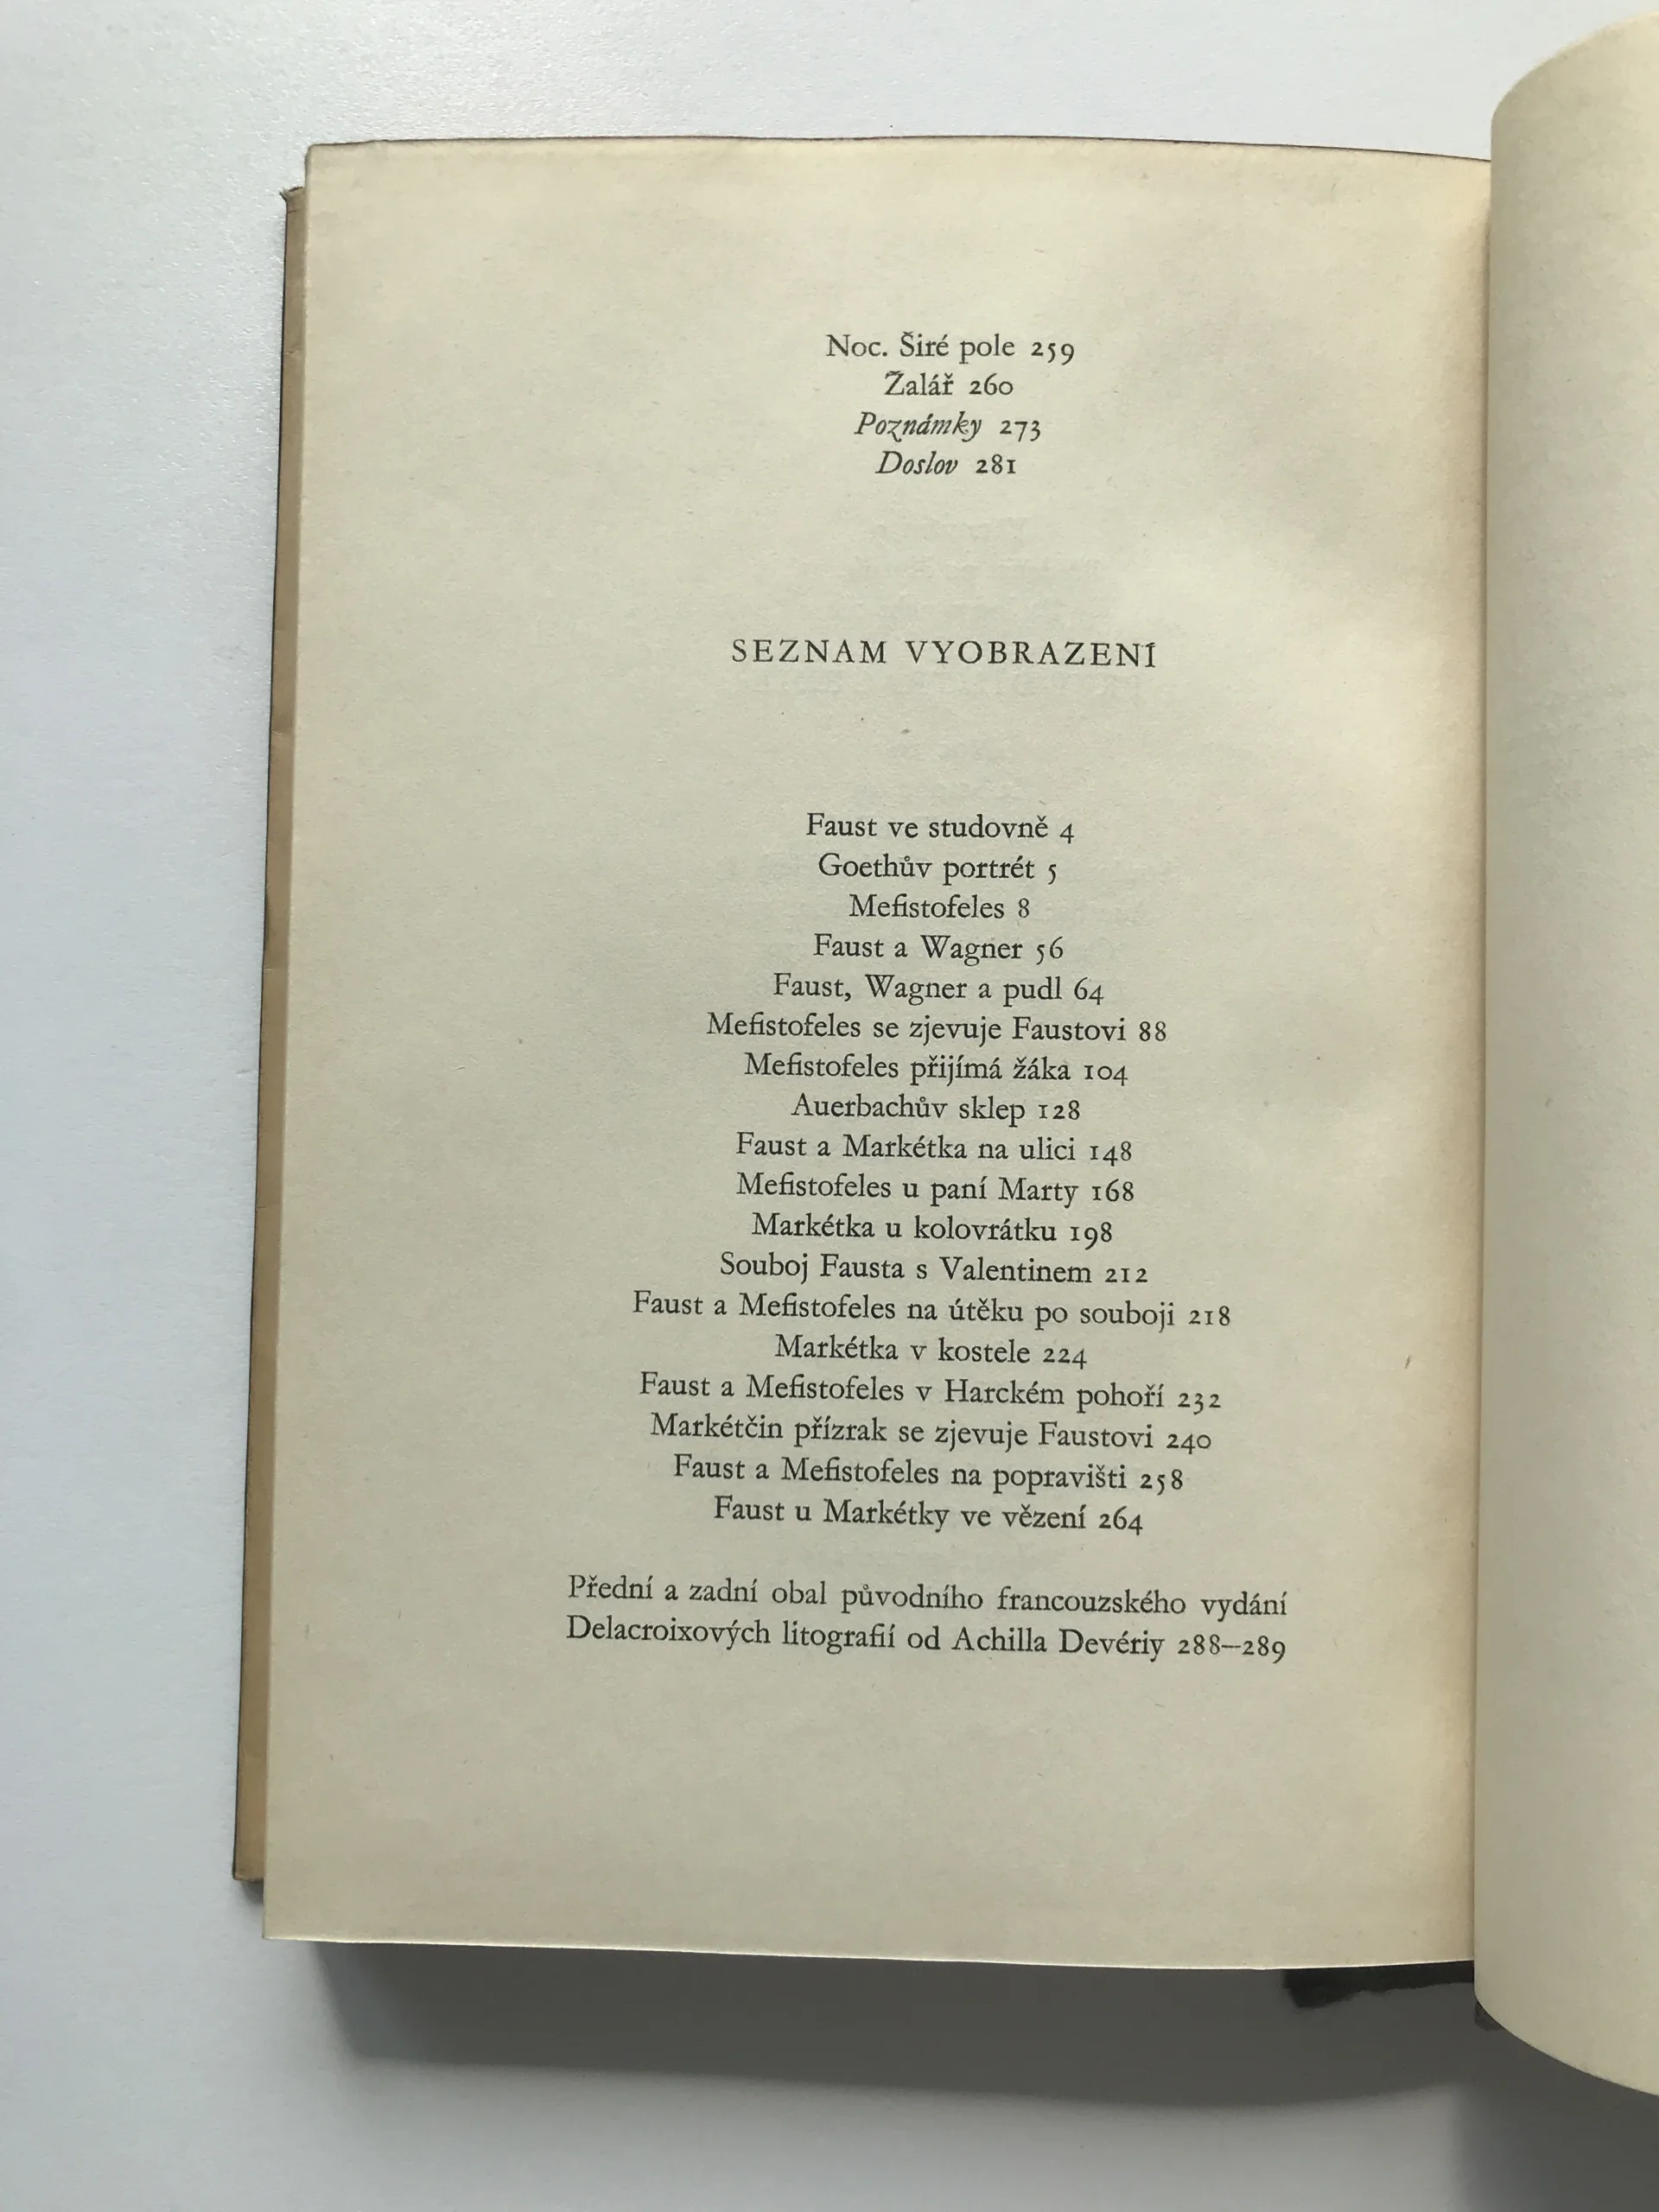 Noc. Širé pole 259
Žalář 260
Poznámky 273
Doslov 281
SEZNAM VYOBRAZENÍ
Faust ve studovně 4
Goethův portrét 5
Mefistofeles 8
Faust a Wagner 56
Faust, Wagner a pudl 64
Mefistofeles se zjevuje Faustovi 88
Mefistofeles přijímá žáka 104
Auerbachův sklep 128
Faust a Markétka na ulici 148
Mefistofeles u paní Marty 168
Markétka u kolovrátku 198
Souboj Fausta s Valentinem 212
Faust a Mefistofeles na útěku po souboji 218
Markétka v kostele 224
Faust a Mefistofeles v Harckém pohoří 232
Markétčin přízrak se zjevuje Faustovi 240
Faust a Mefistofeles na popravišti 258
Faust u Markétky ve vězení 264
Přední a zadní obal původního francouzského vydání
Delacroixových litografií od Achilla Devériy 288–289